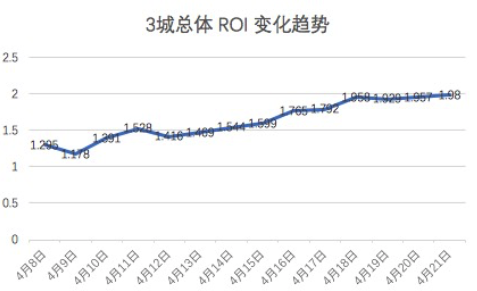 3城总体 ROI 变化趋势
2.5
2
1.5
1
0.5
0
1.295
1.178
1.391
1.528
1.416
1.469
1.544
1.599
1.765
1.792
1.958
1.929
1.957
1.98
4月8日
4月9日
4月10日
4月11日
4月12日
4月13日
4月14日
4月15日
4月16日
4月17日
4月18日
4月19日
4月20日
4月21日